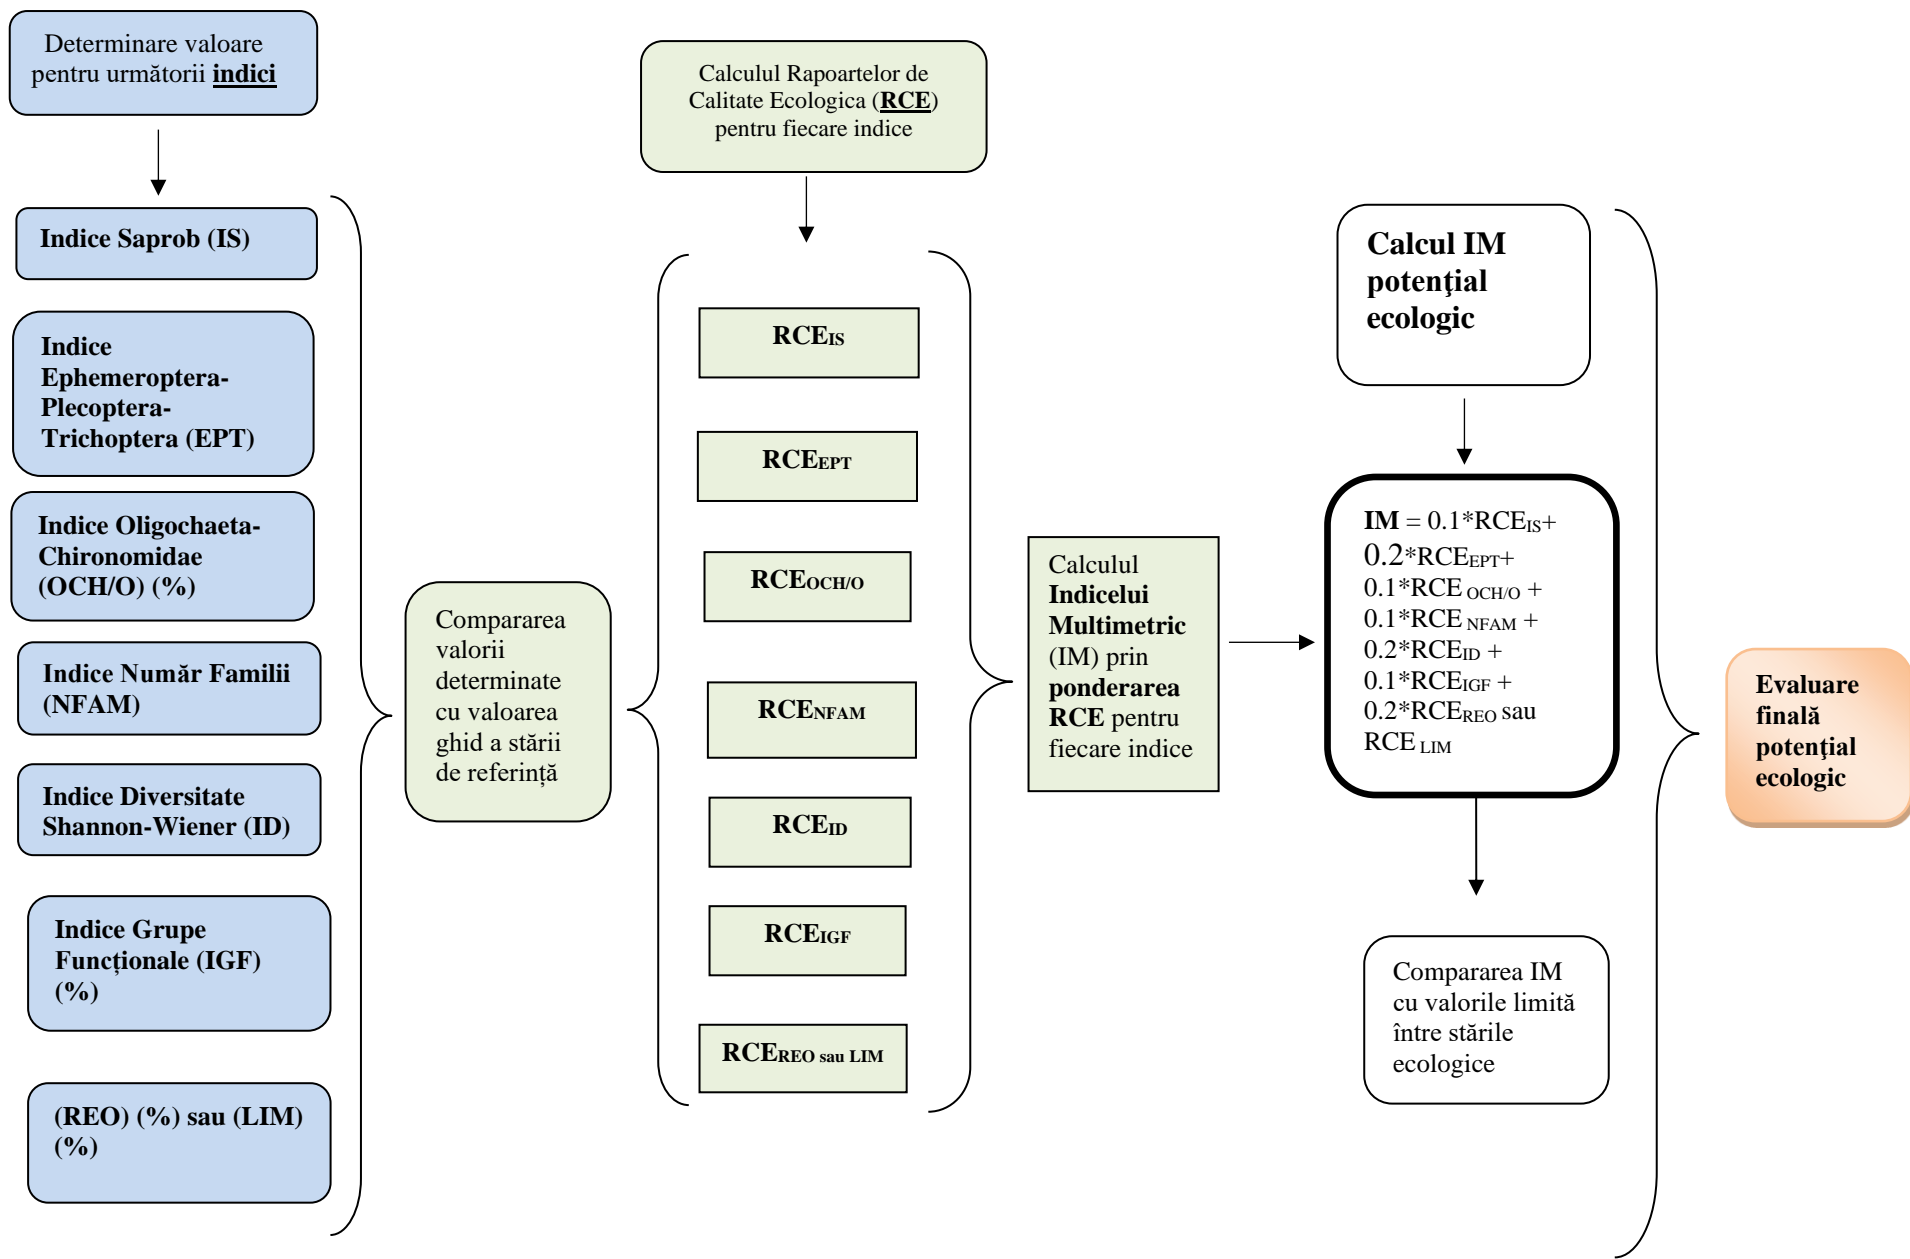 Determinare valoare
pentru următorii indici
Indice Saprob (IS)
Indice
Ephemeroptera-
Plecoptera-
Trichoptera (EPT)
Indice Oligochaeta-
Chironomidae
(OCH/O) (%)
Indice Număr Familii
(NFAM)
Indice Diversitate
Shannon-Wiener (ID)
Indice Grupe
Funcționale (IGF)
(%)
(REO) (%) sau (LIM)
(%)
Compararea
valorii
determinate
cu valoarea
ghid a stării
de referință
Calculul Rapoartelor de
Calitate Ecologica (RCE)
pentru fiecare indice
RCEIS
RCEEPT
RCEOCH/O
RCENFAM
RCEID
RCEIGF
RCEREO sau LIM
Calculul
Indicelui
Multimetric
(IM) prin
ponderarea
RCE pentru
fiecare indice
Calcul IM
potenţial
ecologic
IM = 0.1*RCEIS+
0.2*RCEEPT+
0.1*RCE OCH/O +
0.1*RCE NFAM +
0.2*RCEID +
0.1*RCEIGF +
0.2*RCEREO sau
RCE LIM
Compararea IM
cu valorile limită
între stările
ecologice
Evaluare
finală
potenţial
ecologic